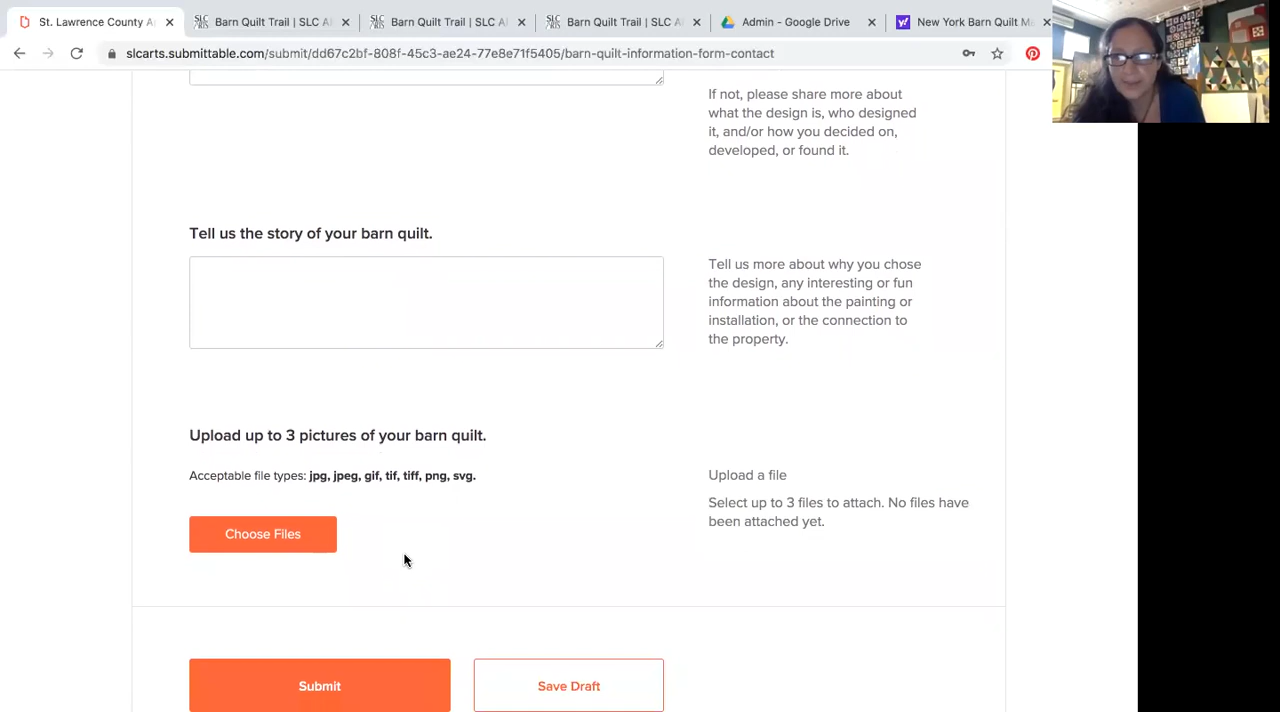 St. Lawrence County A
Barn Quilt Trail | SLC A
Barn Quilt Trail | SLC A
Barn Quilt Trail | SLC A
Admin - Google Drive
New York Barn Quilt M
slcarts.submittable.com/submit/dd67c2bf-808f-45c3-ae24-77e8e71f5405/barn-quilt-information-form-contact
If not, please share more about
what the design is, who designed
it, and/or how you decided on,
developed, or found it.
Tell us the story of your barn quilt.
Tell us more about why you chose
the design, any interesting or fun
information about the painting or
installation, or the connection to
the property.
Upload up to 3 pictures of your barn quilt.
Acceptable file types: jpg, jpeg, gif, tif, tiff, png, svg.
Upload a file
Select up to 3 files to attach. No files have
been attached yet.
Choose Files
Submit
Save Draft